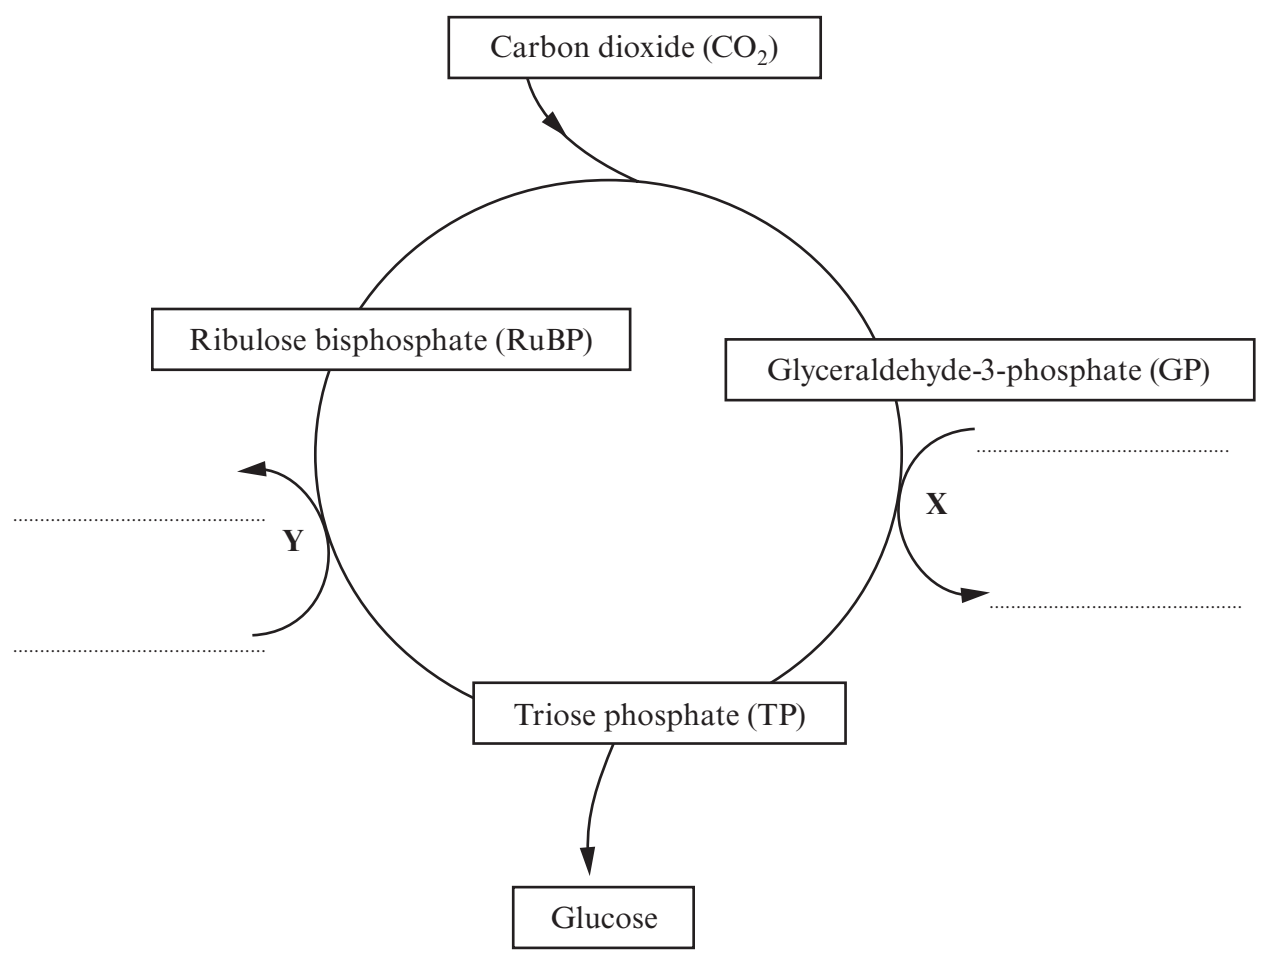 Carbon dioxide (CO₂)
Ribulose bisphosphate (RuBP)
Glyceraldehyde-3-phosphate (GP)
X
Y
Triose phosphate (TP)
Glucose